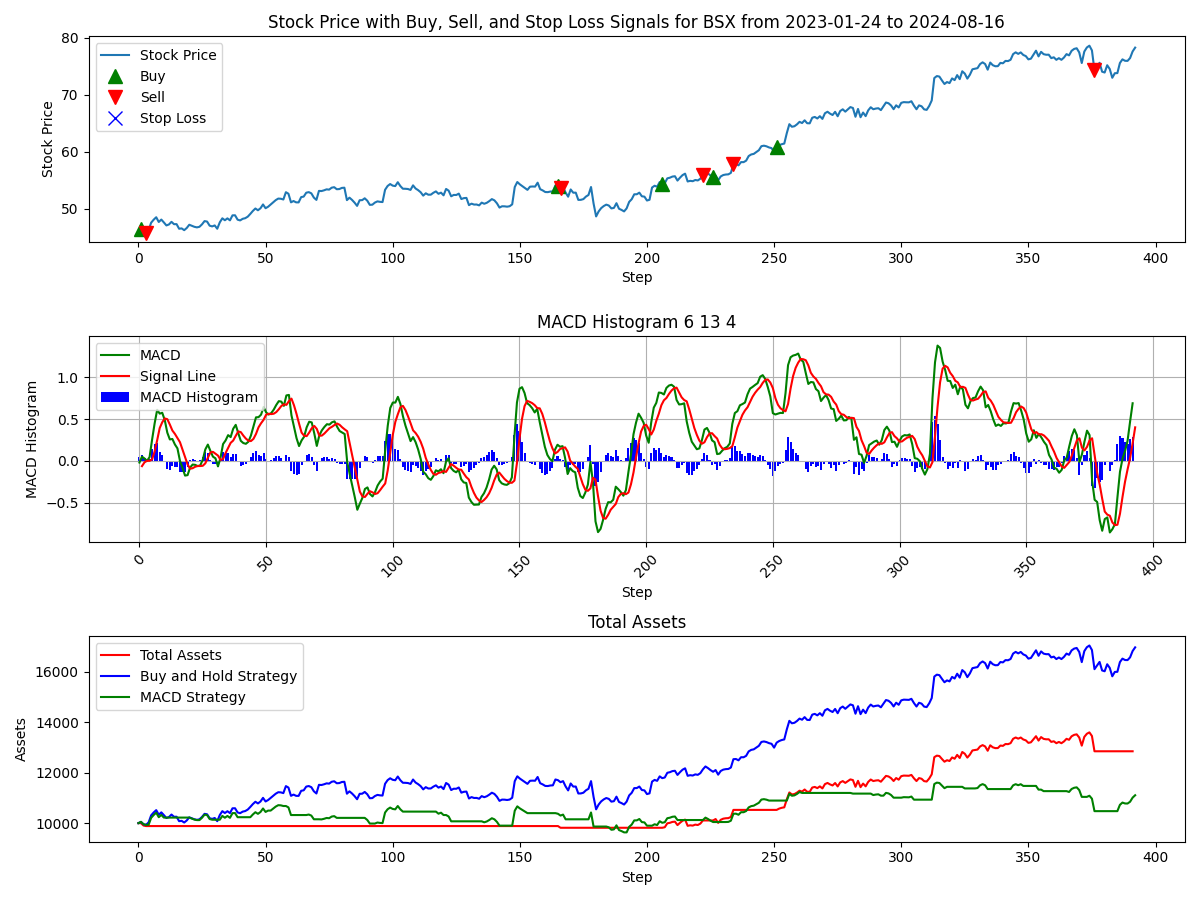 Stock Price with Buy, Sell, and Stop Loss Signals for BSX from 2023-01-24 to 2024-08-16
80
70
60
50
Stock Price
Stock Price
Buy
Sell
Stop Loss
0 50 100 150 200 250 300 350 400
Step
MACD Histogram 6 13 4
1.0
0.5
0.0
−0.5
MACD Histogram
MACD
Signal Line
MACD Histogram
0 50 100 150 200 250 300 350 400
Step
Total Assets
16000
14000
12000
10000
Assets
Total Assets
Buy and Hold Strategy
MACD Strategy
0 50 100 150 200 250 300 350 400
Step